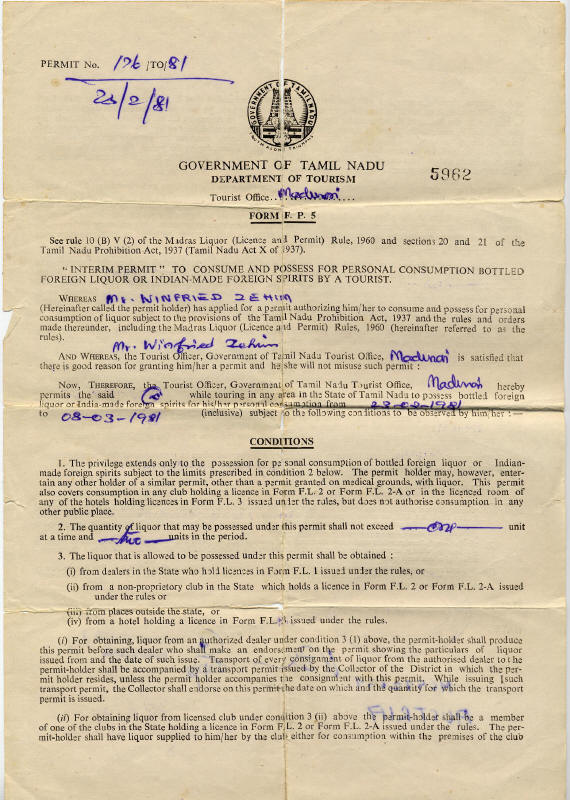 PERMIT No. 126 /TO/81
23/2/81
GOVERNMENT OF TAMILNADU
GOVERNMENT OF TAMIL NADU
DEPARTMENT OF TOURISM
5962
Tourist Office..Madurai....
FORM F. P. 5
See rule 10 (B) V (2) of the Madras Liquor (Licence and Permit) Rule, 1960 and sections 20 and 21 of the
Tamil Nadu Prohibition Act, 1937 (Tamil Nadu Act X of 1937).
"INTERIM PERMIT" TO CONSUME AND POSSESS FOR PERSONAL CONSUMPTION BOTTLED
FOREIGN LIQUOR OR INDIAN-MADE FOREIGN SPIRITS BY A TOURIST.
WHEREAS Mr. WINFRIED ZEHIM
(Hereinafter called the permit holder) has applied for a permit authorizing him/her to consume and possess for personal
consumption of liquor subject to the provisions of the Tamil Nadu Prohibition Act, 1937 and the rules and orders
made thereunder, including the Madras Liquor (Licence and Permit) Rules, 1960 (hereinafter referred to as the
rules).
Mr. Winfried Zehim
AND WHEREAS, the Tourist Officer, Government of Tamil Nadu Tourist Office, Madurai is satisfied that
there is good reason for granting him/her a permit and he she will not misuse such permit :
NOW, THEREFORE, the Tourist Officer, Government of Tamil Nadu Tourist Office, Madurai hereby
permits the said while touring in any area in the State of Tamil Nadu to possess bottled foreign
liquor or India-made foreign spirits for his/her personal consumption from 23-02-1981
to 08-03-1981 (inclusive) subject to the following conditions to be observed by him/her :—
CONDITIONS
1. The privilege extends only to the possession for personal consumption of bottled foreign liquor or Indian-
made foreign spirits subject to the limits prescribed in condition 2 below. The permit holder may, however, enter-
tain any other holder of a similar permit, other than a permit granted on medical grounds, with liquor. This permit
also covers consumption in any club holding a licence in Form F.L. 2 or Form F.L. 2-A or in the licenced room of
any of the hotels holding licences in Form F.L. 3 issued under the rules, but does not authorise consumption in any
other public place.
2. The quantity of liquor that may be possessed under this permit shall not exceed — one — unit
at a time and — two — units in the period.
3. The liquor that is allowed to be possessed under this permit shall be obtained :
(i) from dealers in the State who hold licences in Form F.L. 1 issued under the rules, or
(ii) from a non-proprietory club in the State which holds a licence in Form F.L. 2 or Form F.L. 2-A issued
under the rules or
(iii) from places outside the state, or
(iv) from a hotel holding a licence in Form F.L. 3 issued under the rules.
(i) For obtaining, liquor from an authorized dealer under condition 3 (1) above, the permit-holder shall produce
this permit before such dealer who shall make an endorsement on the permit showing the particulars of liquor
issued from and the date of such issue. Transport of every consignment of liquor from the authorised dealer to the
permit-holder shall be accompanied by a transport permit issued by the Collector of the District in which the per-
mit holder resides, unless the permit holder accompanies the consignment with this permit. While issuing such
transport permit, the Collector shall endorse on this permit the date on which and the quantity for which the transport
permit is issued.
(ii) For obtaining liquor from licensed club under condition 3 (ii) above the permit-holder shall be a member
of one of the clubs in the State holding a licence in Form F.L. 2 or Form F.L. 2-A issued under the rules. The per-
mit-holder shall have liquor supplied to him/her by the club either for consumption within the premises of the club